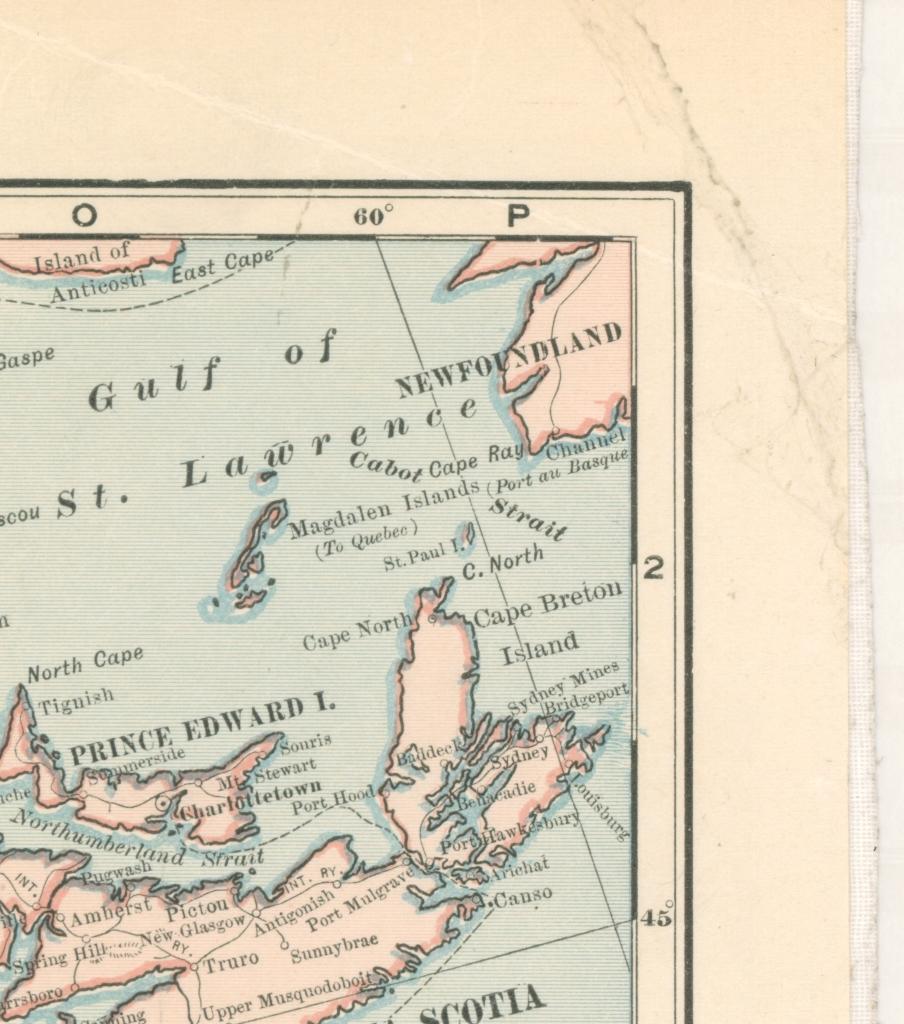 O
60°
P
Island of
Anticosti
East Cape
Gaspe
Gulf of
St. Lawrence
NEWFOUNDLAND
Cabot
Strait
Cape Ray
Channel
(Port au Basque
Magdalen Islands
(To Quebec)
St. Paul I.
C. North
2
Cape North
Cape Breton
Island
North Cape
Tignish
PRINCE EDWARD I.
Sydney Mines
Bridgeport
Summerside
Souris
Mt. Stewart
Charlottetown
Port Hood
Baddeck
Sydney
Benacadie
Louisburg
Northumberland Strait
Port Hawkesbury
Pugwash
INT.
INT. RY.
Arichat
Canso
Amherst
Pictou
New Glasgow
Antigonish
Port Mulgrave
45°
Spring Hill
RY.
Truro
Sunnybrae
Upper Musquodoboit
SCOTIA